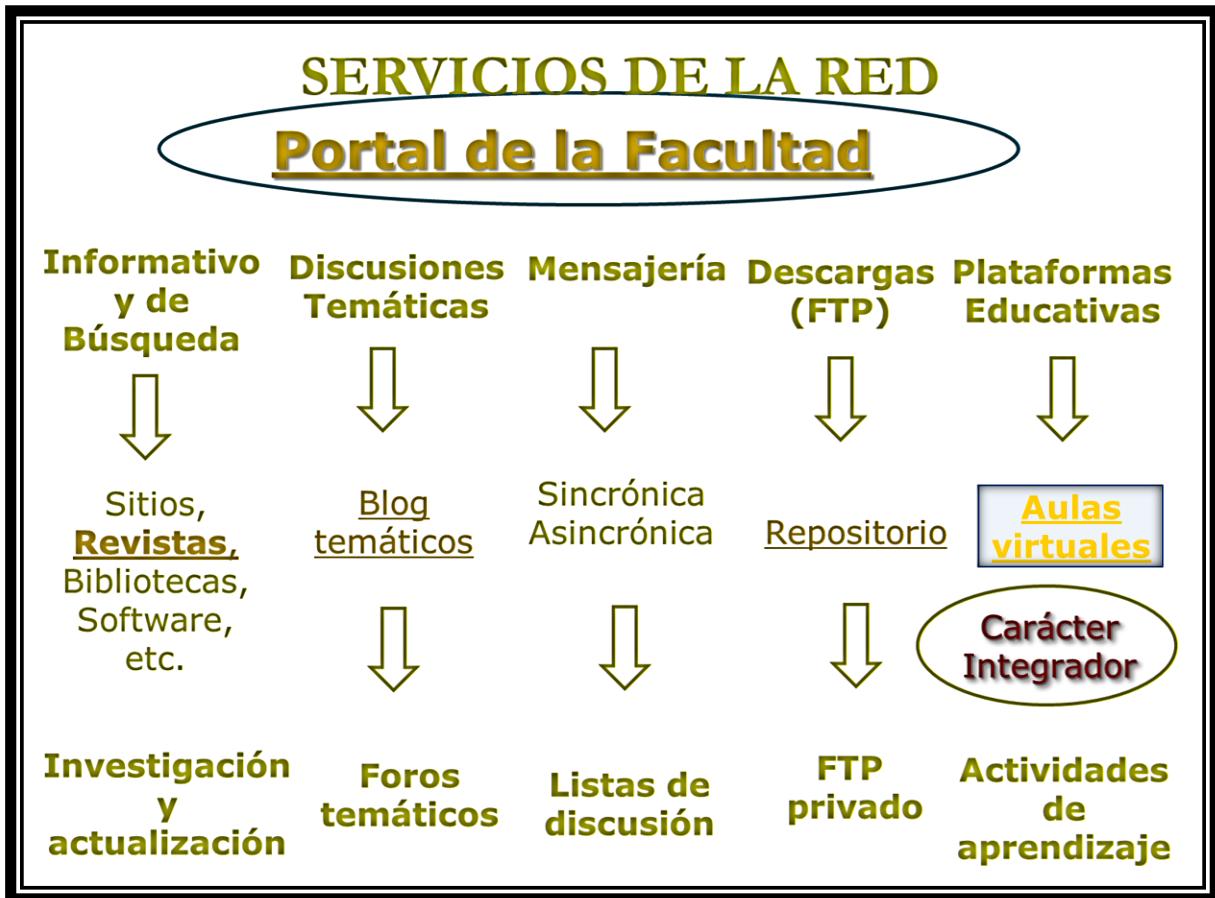 SERVICIOS DE LA RED
Portal de la Facultad
Informativo
y de
Búsqueda
Discusiones
Temáticas
Mensajería
Descargas
(FTP)
Plataformas
Educativas
Sitios,
Revistas,
Bibliotecas,
Software,
etc.
Blog
temáticos
Sincrónica
Asincrónica
Repositorio
Aulas
virtuales
Carácter
Integrador
Investigación
y
actualización
Foros
temáticos
Listas de
discusión
FTP
privado
Actividades
de
aprendizaje